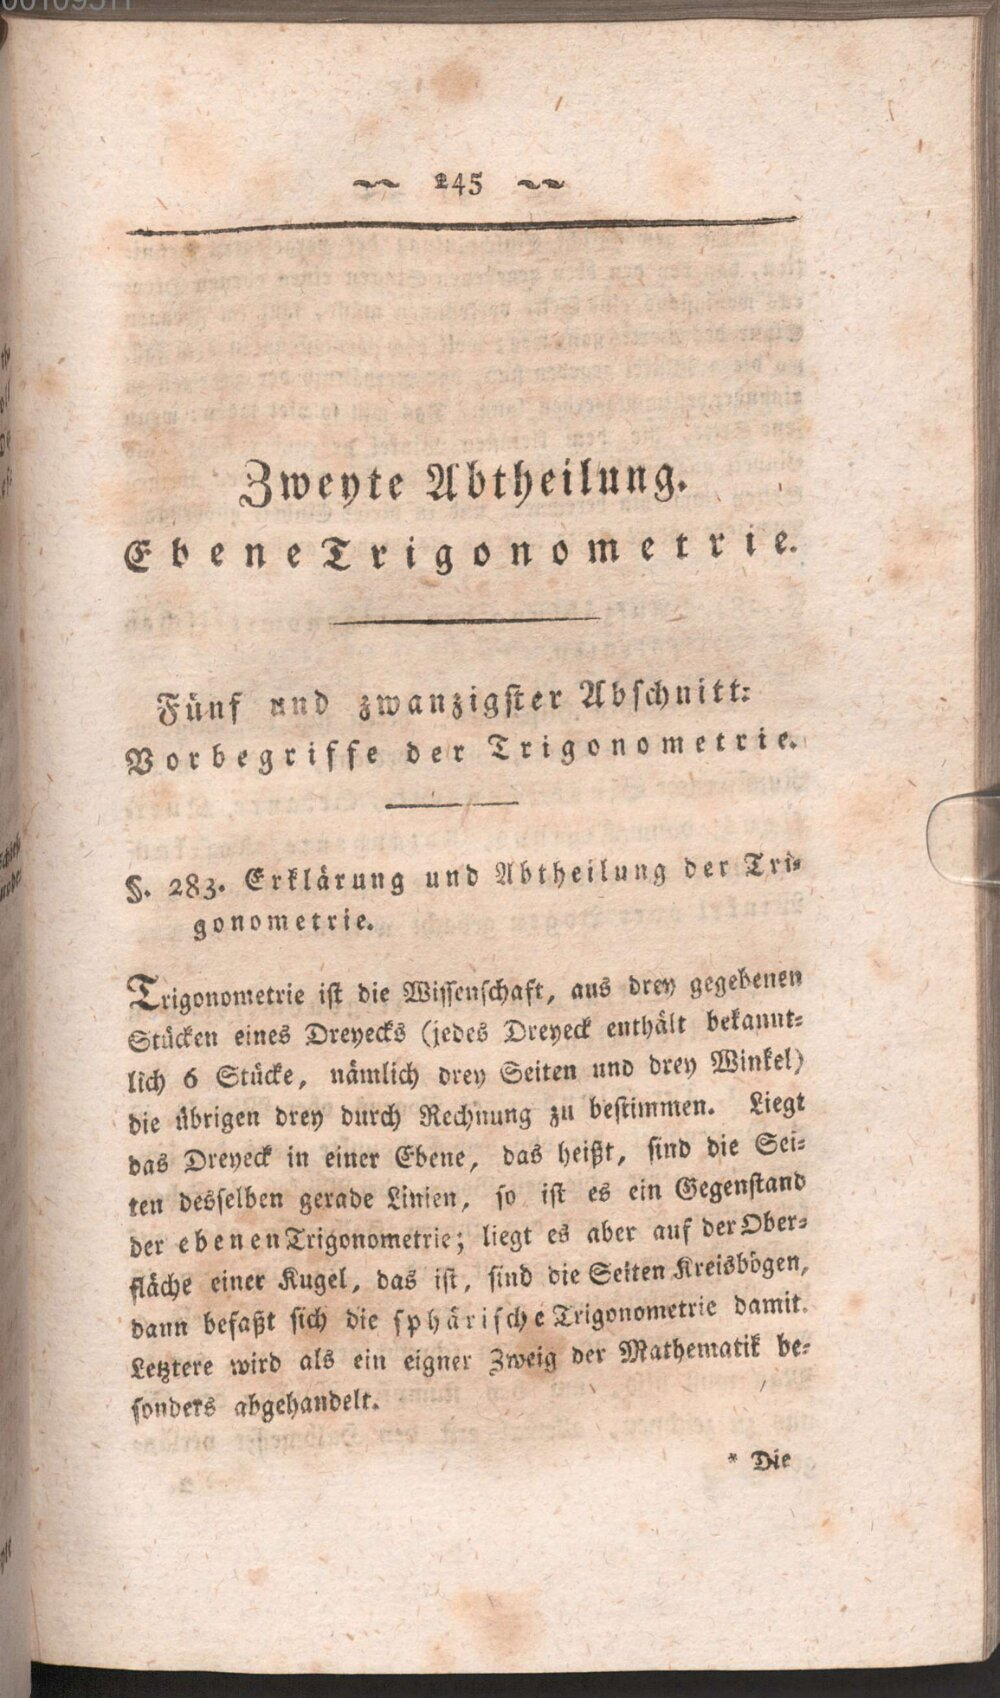 245
Zweyte Abtheilung.
Ebene Trigonometrie.
Fünf und zwanzigster Abschnitt:
Vorbegriffe der Trigonometrie.
§. 283. Erklärung und Abtheilung der Tri-
gonometrie.
Trigonometrie ist die Wissenschaft, aus drey gegebenen
Stücken eines Dreyecks (jedes Dreyeck enthält bekannt-
lich 6 Stücke, nämlich drey Seiten und drey Winkel)
die übrigen drey durch Rechnung zu bestimmen. Liegt
das Dreyeck in einer Ebene, das heißt, sind die Sei-
ten desselben gerade Linien, so ist es ein Gegenstand
der ebenen Trigonometrie; liegt es aber auf der Ober-
fläche einer Kugel, das ist, sind die Seiten Kreisbögen,
dann befaßt sich die sphärische Trigonometrie damit.
Letztere wird als ein eigner Zweig der Mathematik be-
sonders abgehandelt.
* Die